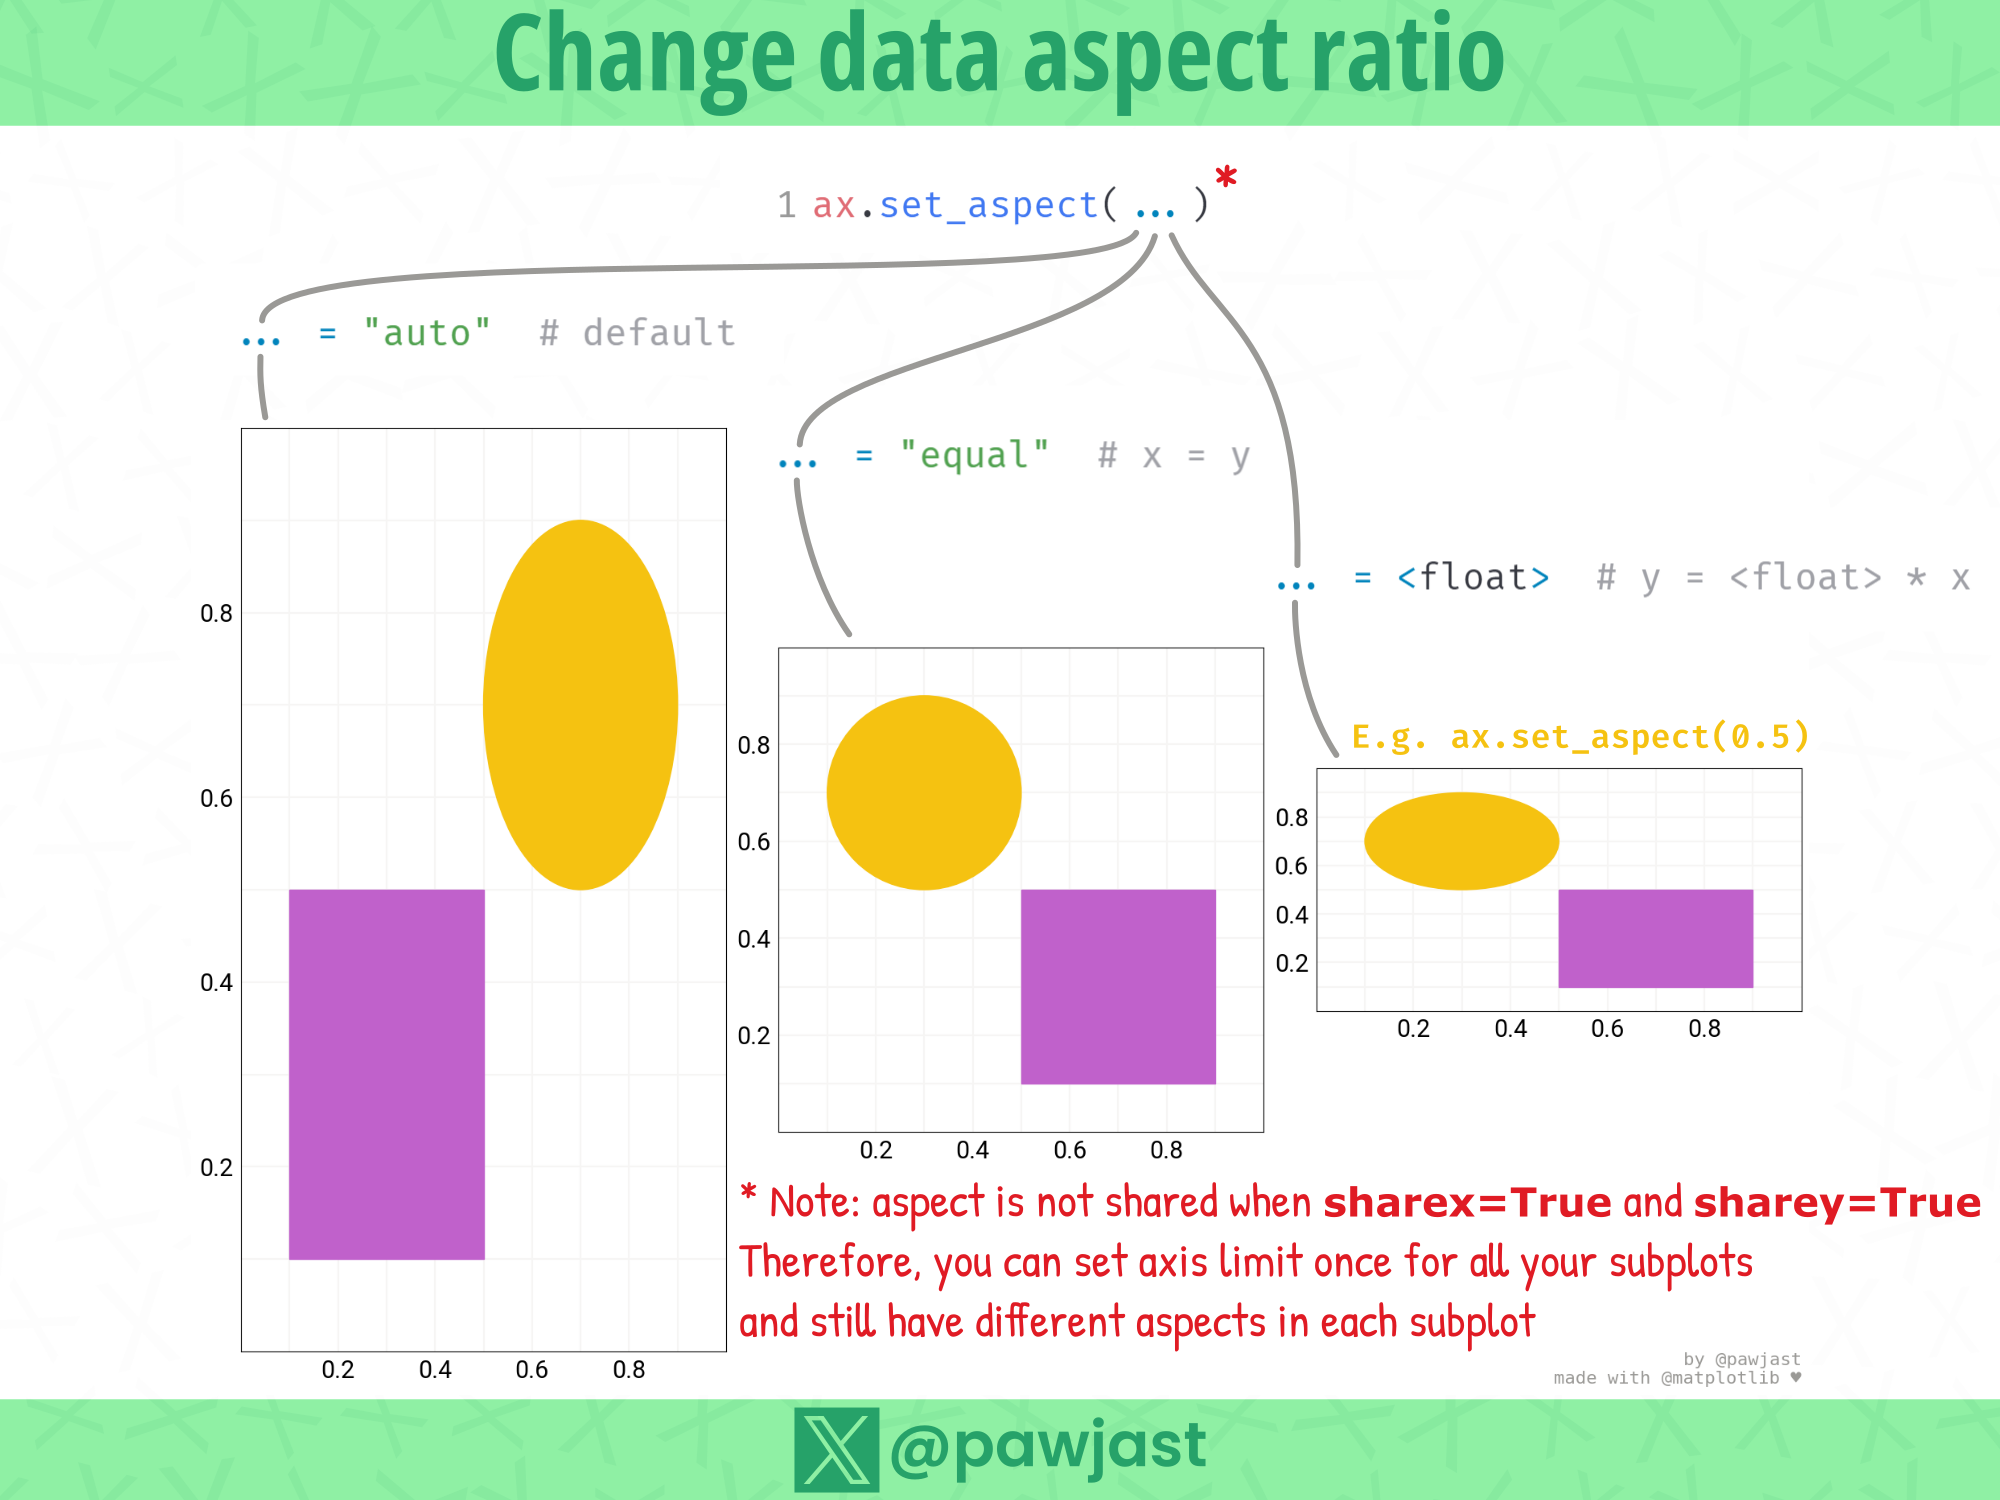 Change data aspect ratio
1 ax.set_aspect( ... )*
... = "auto"  # default
... = "equal"  # x = y
... = <float>  # y = <float> * x
E.g. ax.set_aspect(0.5)
0.8
0.6
0.4
0.2
0.2 0.4 0.6 0.8
0.8
0.6
0.4
0.2
0.2 0.4 0.6 0.8
0.8
0.6
0.4
0.2
0.2 0.4 0.6 0.8
* Note: aspect is not shared when sharex=True and sharey=True
Therefore, you can set axis limit once for all your subplots
and still have different aspects in each subplot
by @pawjast
made with @matplotlib ♥
@pawjast